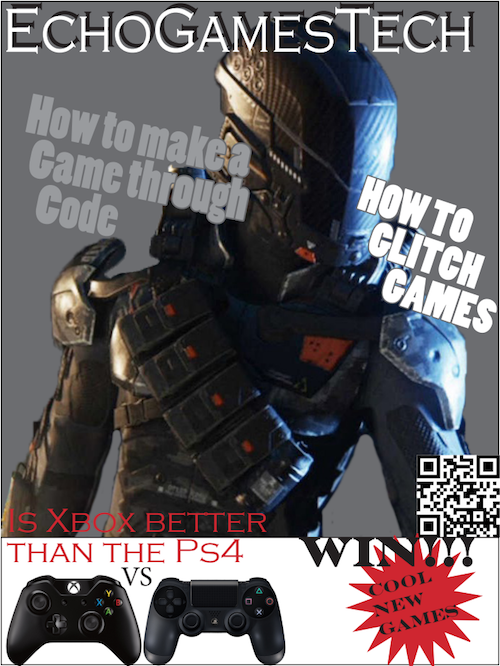 EchoGamesTech
How to make a
Game through
Code
HOW TO
GLITCH
GAMES
Is Xbox better
than the Ps4
VS
WIN!!!
COOL
NEW
GAMES